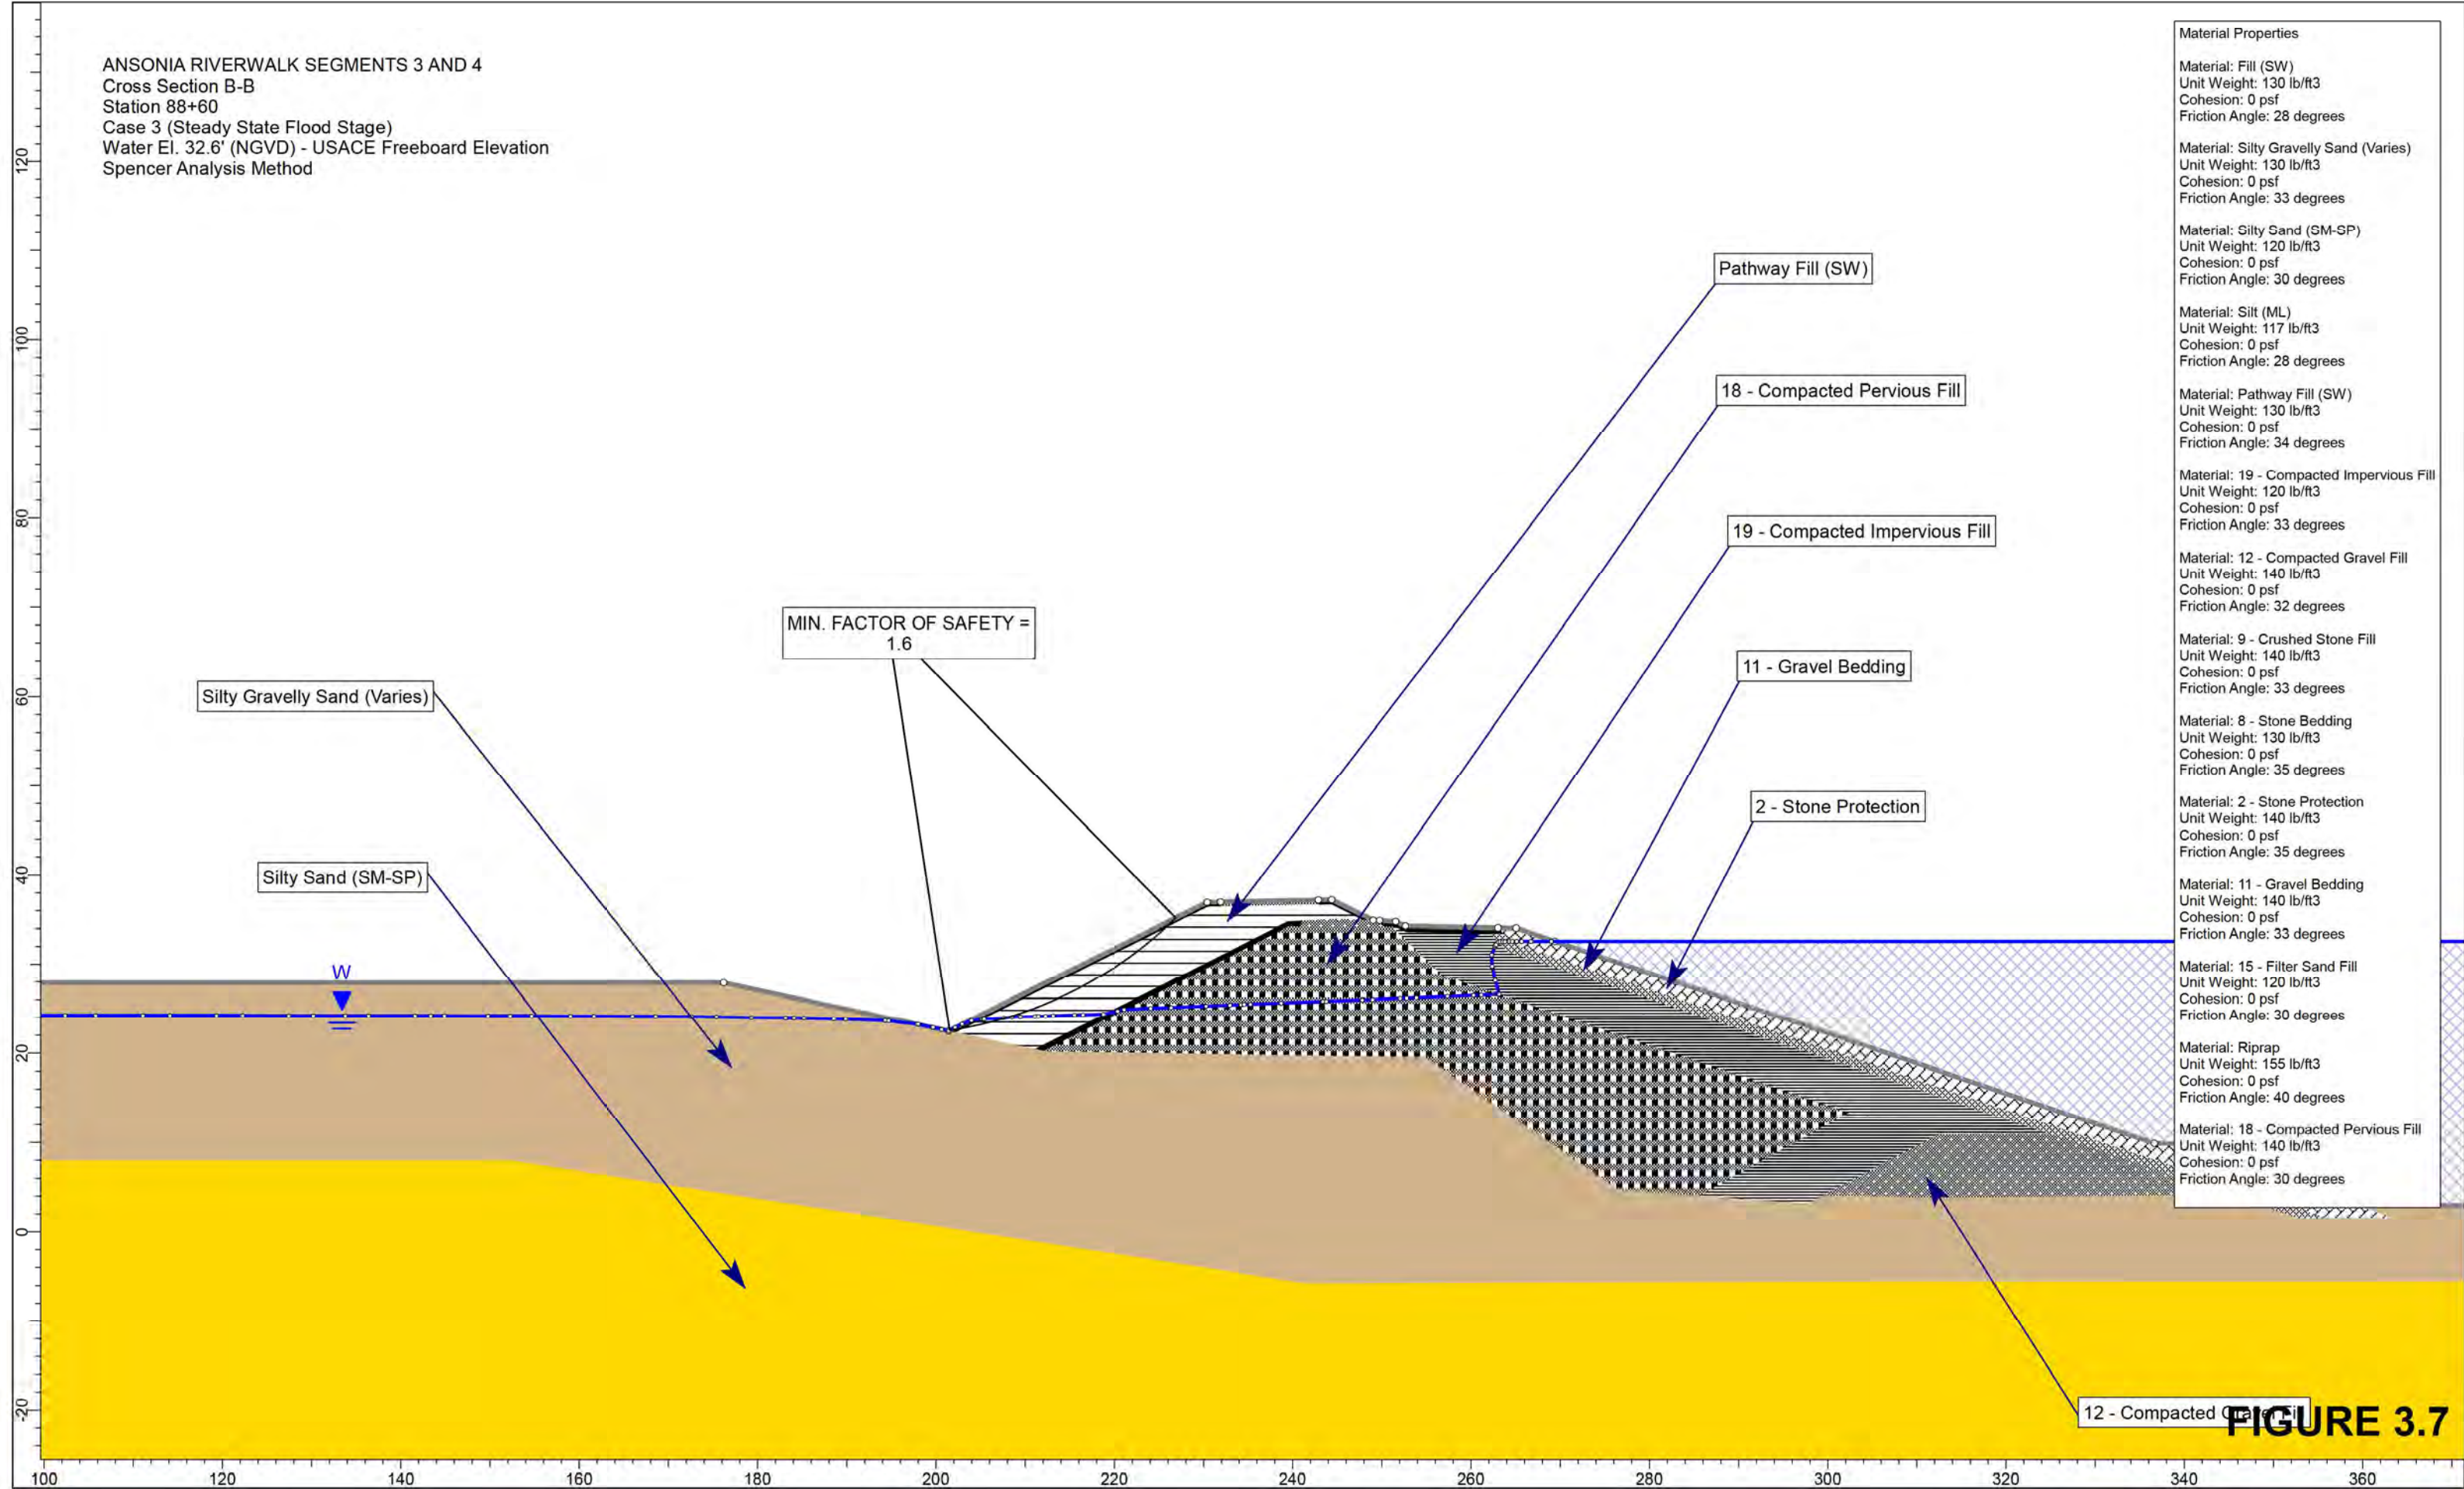 ANSONIA RIVERWALK SEGMENTS 3 AND 4
Cross Section B-B
Station 88+60
Case 3 (Steady State Flood Stage)
Water El. 32.6' (NGVD) - USACE Freeboard Elevation
Spencer Analysis Method
Pathway Fill (SW)
18 - Compacted Pervious Fill
19 - Compacted Impervious Fill
MIN. FACTOR OF SAFETY =
1.6
11 - Gravel Bedding
Silty Gravelly Sand (Varies)
2 - Stone Protection
Silty Sand (SM-SP)
W
12 - Compacted Gravel Fill
FIGURE 3.7
Material Properties
Material: Fill (SW)
Unit Weight: 130 lb/ft3
Cohesion: 0 psf
Friction Angle: 28 degrees
Material: Silty Gravelly Sand (Varies)
Unit Weight: 130 lb/ft3
Cohesion: 0 psf
Friction Angle: 33 degrees
Material: Silty Sand (SM-SP)
Unit Weight: 120 lb/ft3
Cohesion: 0 psf
Friction Angle: 30 degrees
Material: Silt (ML)
Unit Weight: 117 lb/ft3
Cohesion: 0 psf
Friction Angle: 28 degrees
Material: Pathway Fill (SW)
Unit Weight: 130 lb/ft3
Cohesion: 0 psf
Friction Angle: 34 degrees
Material: 19 - Compacted Impervious Fill
Unit Weight: 120 lb/ft3
Cohesion: 0 psf
Friction Angle: 33 degrees
Material: 12 - Compacted Gravel Fill
Unit Weight: 140 lb/ft3
Cohesion: 0 psf
Friction Angle: 32 degrees
Material: 9 - Crushed Stone Fill
Unit Weight: 140 lb/ft3
Cohesion: 0 psf
Friction Angle: 33 degrees
Material: 8 - Stone Bedding
Unit Weight: 130 lb/ft3
Cohesion: 0 psf
Friction Angle: 35 degrees
Material: 2 - Stone Protection
Unit Weight: 140 lb/ft3
Cohesion: 0 psf
Friction Angle: 35 degrees
Material: 11 - Gravel Bedding
Unit Weight: 140 lb/ft3
Cohesion: 0 psf
Friction Angle: 33 degrees
Material: 15 - Filter Sand Fill
Unit Weight: 120 lb/ft3
Cohesion: 0 psf
Friction Angle: 30 degrees
Material: Riprap
Unit Weight: 155 lb/ft3
Cohesion: 0 psf
Friction Angle: 40 degrees
Material: 18 - Compacted Pervious Fill
Unit Weight: 140 lb/ft3
Cohesion: 0 psf
Friction Angle: 30 degrees
120
100
80
60
40
20
0
-20
100 120 140 160 180 200 220 240 260 280 300 320 340 360